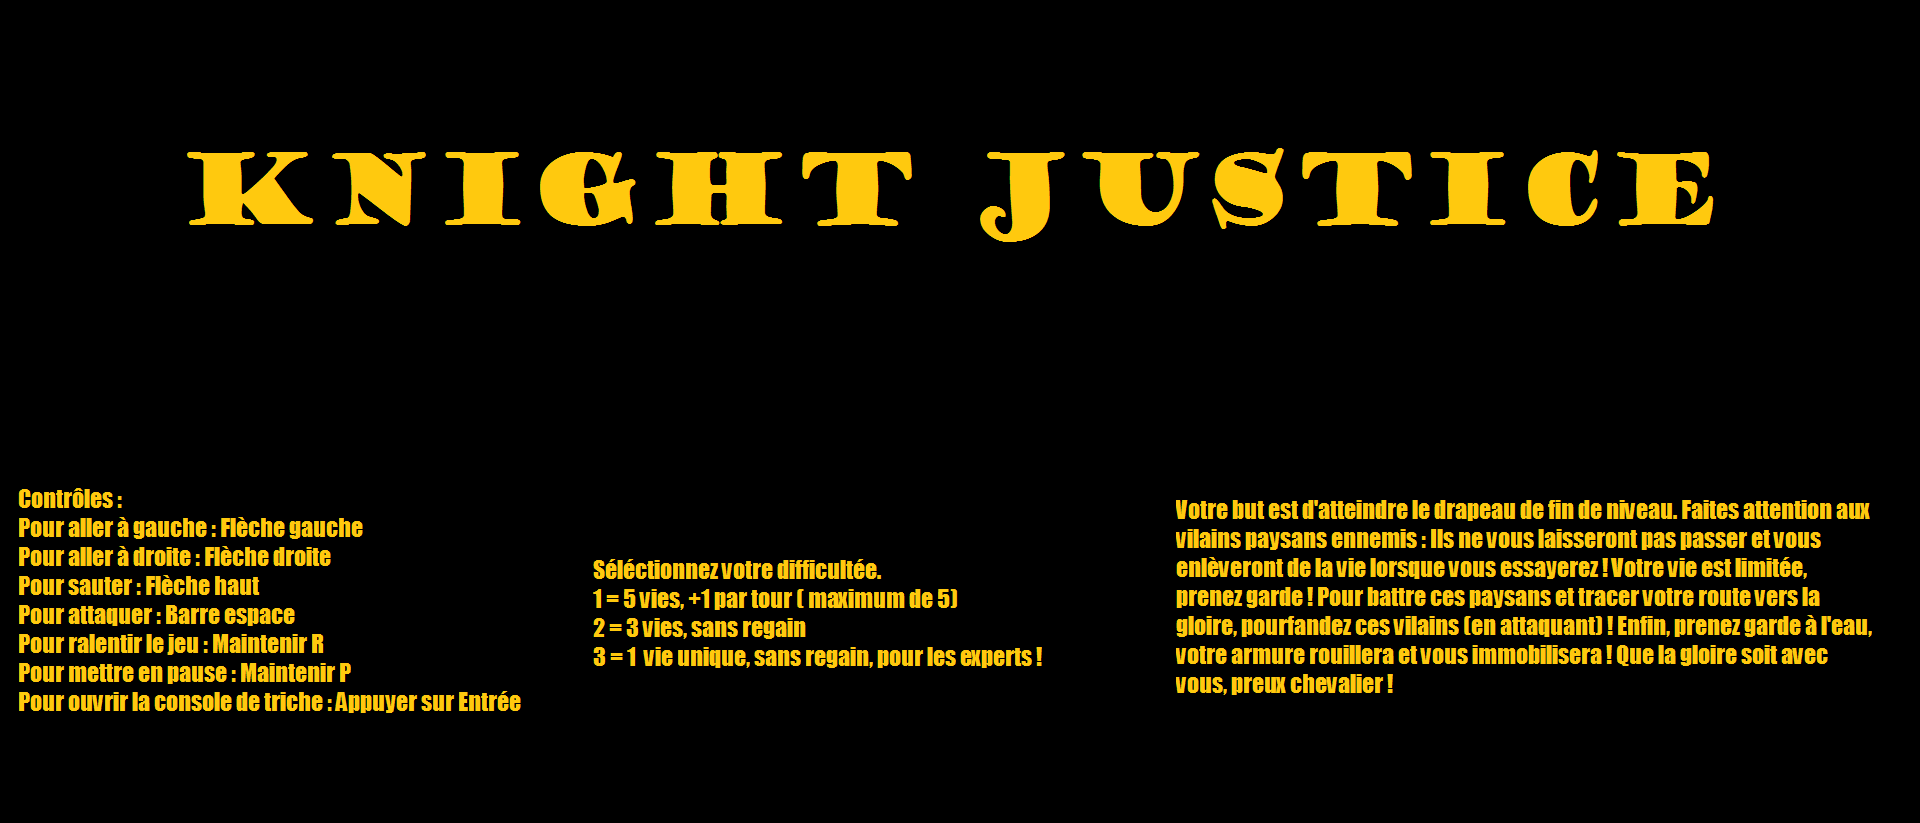 KNIGHT JUSTICE
Contrôles :
Pour aller à gauche : Flèche gauche
Pour aller à droite : Flèche droite
Pour sauter : Flèche haut
Pour attaquer : Barre espace
Pour ralentir le jeu : Maintenir R
Pour mettre en pause : Maintenir P
Pour ouvrir la console de triche : Appuyer sur Entrée
Séléctionnez votre difficultée.
1 = 5 vies, +1 par tour ( maximum de 5)
2 = 3 vies, sans regain
3 = 1 vie unique, sans regain, pour les experts !
Votre but est d'atteindre le drapeau de fin de niveau. Faites attention aux
vilains paysans ennemis : Ils ne vous laisseront pas passer et vous
enlèveront de la vie lorsque vous essayerez ! Votre vie est limitée,
prenez garde ! Pour battre ces paysans et tracer votre route vers la
gloire, pourfandez ces vilains (en attaquant) ! Enfin, prenez garde à l'eau,
votre armure rouillera et vous immobilisera ! Que la gloire soit avec
vous, preux chevalier !